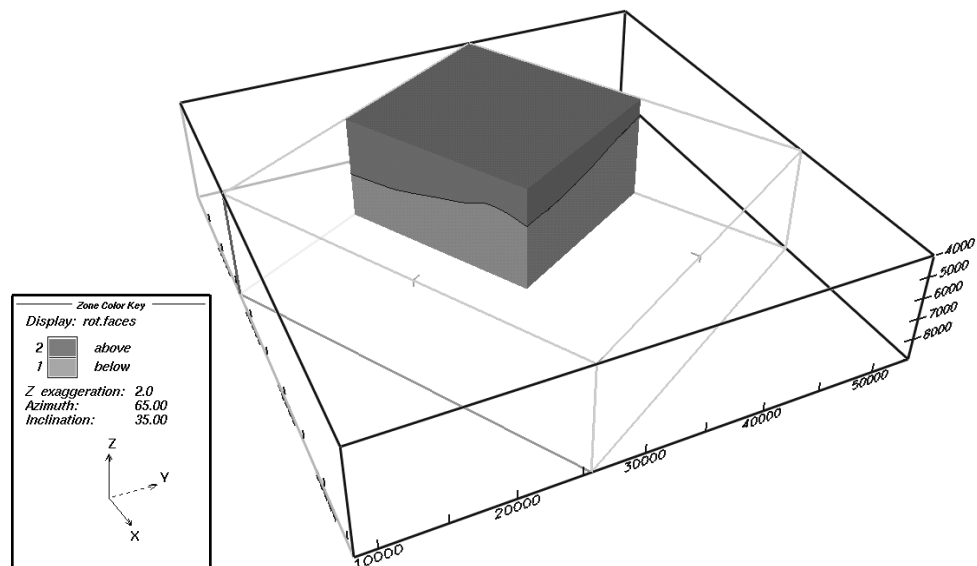 4000
5000
6000
7000
8000
50000
40000
30000
20000
10000
Zone Color Key
Display: rot.faces
2 above
1 below
Z exaggeration: 2.0
Azimuth: 65.00
Inclination: 35.00
Z
Y
X